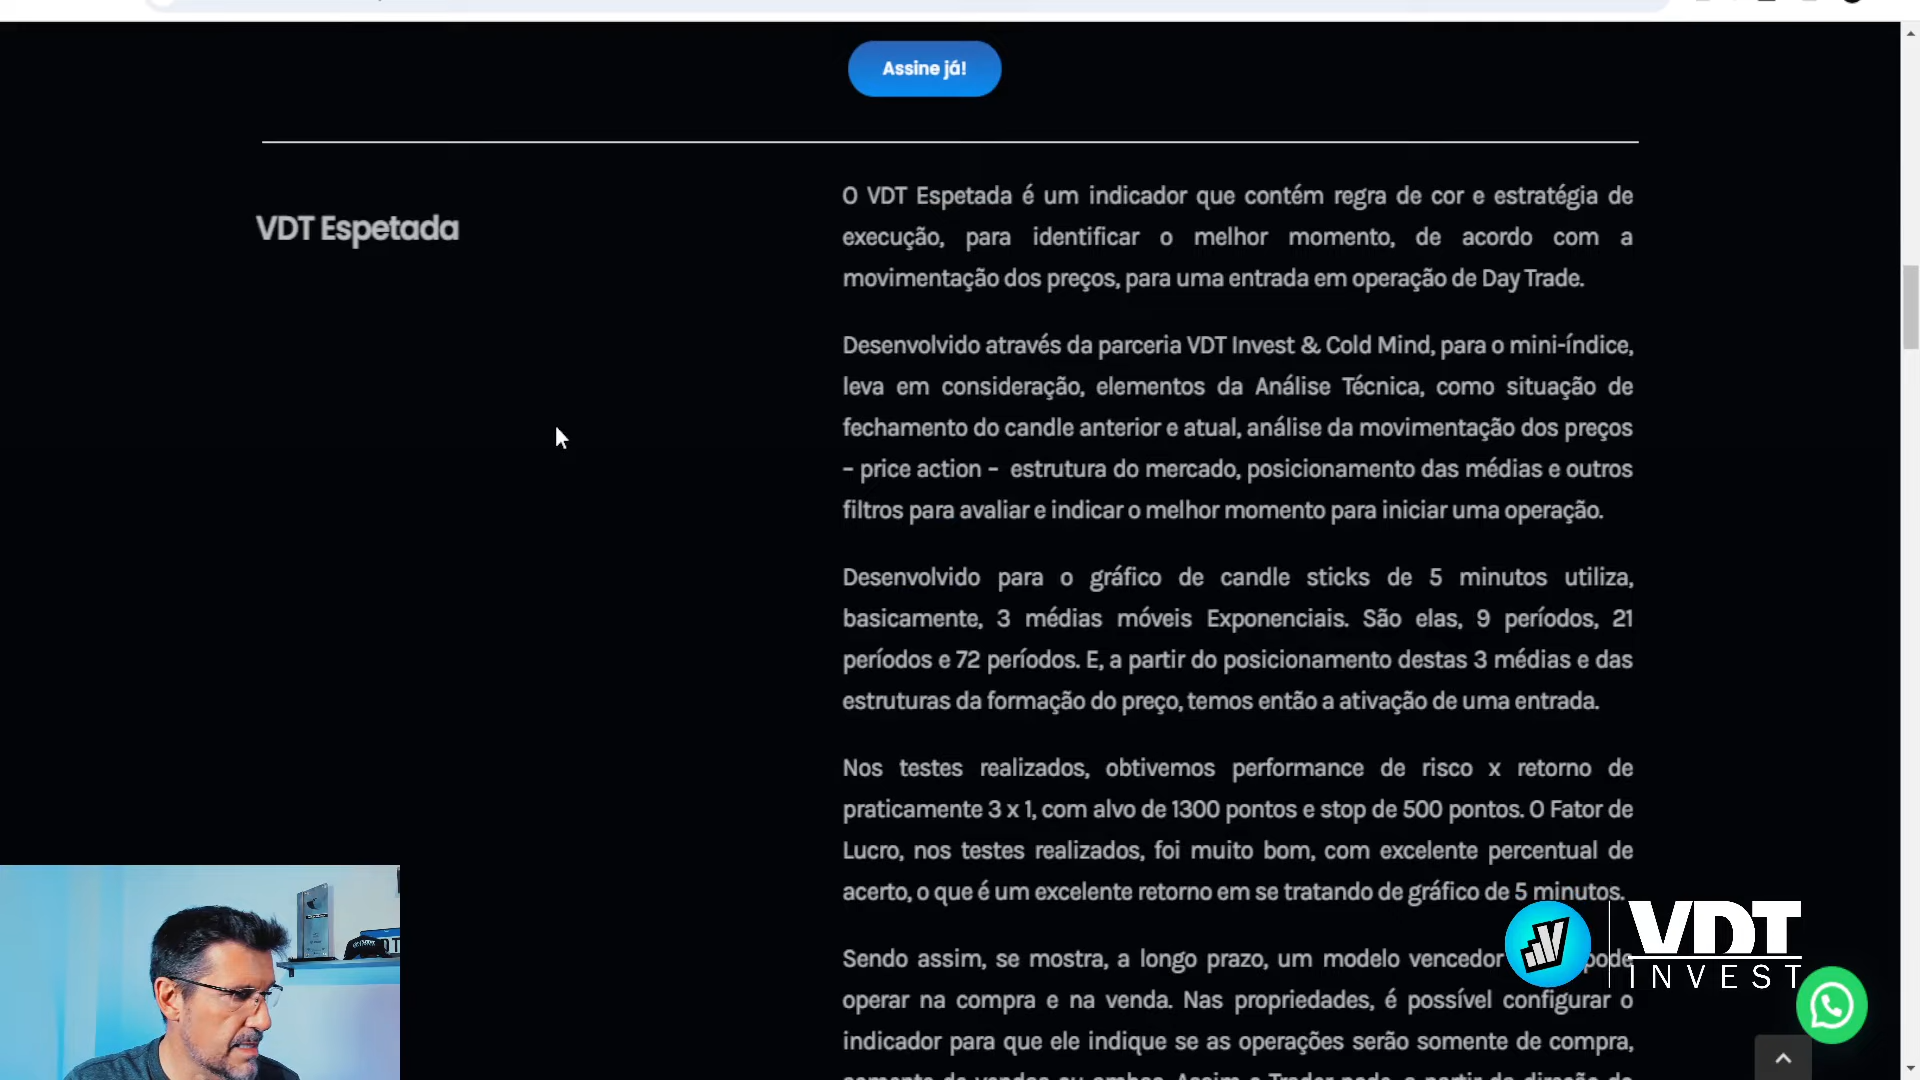 Assine já!
VDT Espetada
O VDT Espetada é um indicador que contém regra de cor e estratégia de
execução, para identificar o melhor momento, de acordo com a
movimentação dos preços, para uma entrada em operação de Day Trade.
Desenvolvido através da parceria VDT Invest & Cold Mind, para o mini-índice,
leva em consideração, elementos da Análise Técnica, como situação de
fechamento do candle anterior e atual, análise da movimentação dos preços
– price action – estrutura do mercado, posicionamento das médias e outros
filtros para avaliar e indicar o melhor momento para iniciar uma operação.
Desenvolvido para o gráfico de candle sticks de 5 minutos utiliza,
basicamente, 3 médias móveis Exponenciais. São elas, 9 períodos, 21
períodos e 72 períodos. E, a partir do posicionamento destas 3 médias e das
estruturas da formação do preço, temos então a ativação de uma entrada.
Nos testes realizados, obtivemos performance de risco x retorno de
praticamente 3 x 1, com alvo de 1300 pontos e stop de 500 pontos. O Fator de
Lucro, nos testes realizados, foi muito bom, com excelente percentual de
acerto, o que é um excelente retorno em se tratando de gráfico de 5 minutos.
Sendo assim, se mostra, a longo prazo, um modelo vencedor pode
operar na compra e na venda. Nas propriedades, é possível configurar o
indicador para que ele indique se as operações serão somente de compra,
VDT
INVEST